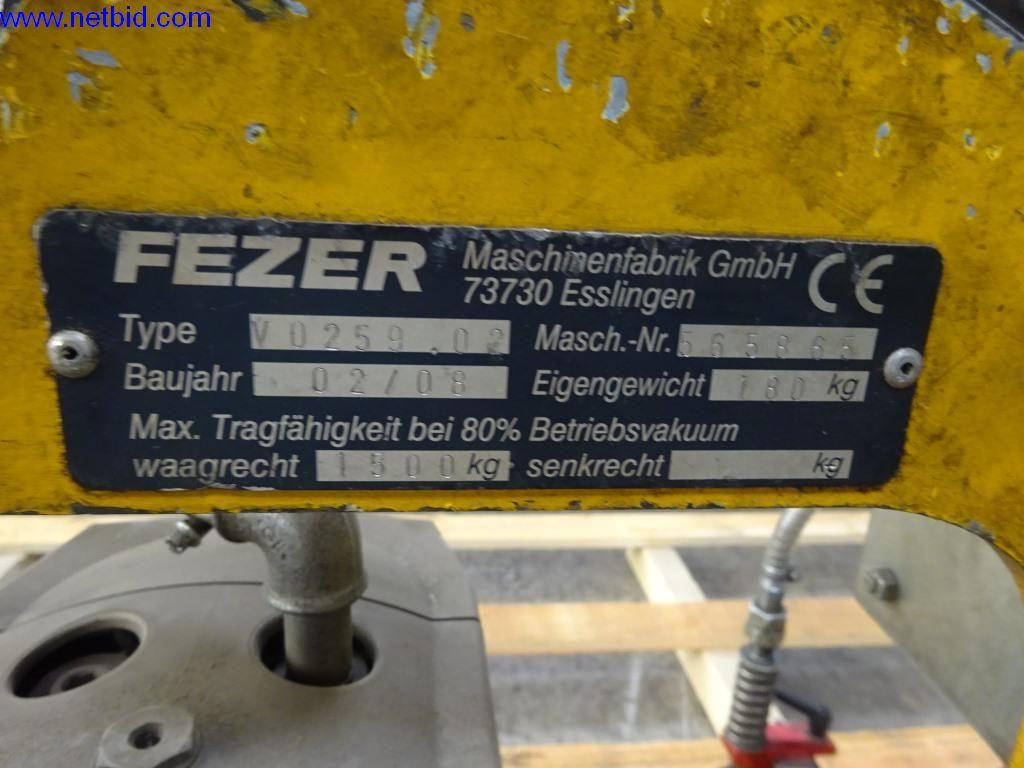 www.netbid.com
FEZER Maschinenfabrik GmbH CE
73730 Esslingen
Type V0259.02 Masch.-Nr. 565865
Baujahr 02/08 Eigengewicht 180 kg
Max. Tragfähigkeit bei 80% Betriebsvakuum
waagrecht 1500 kg senkrecht kg